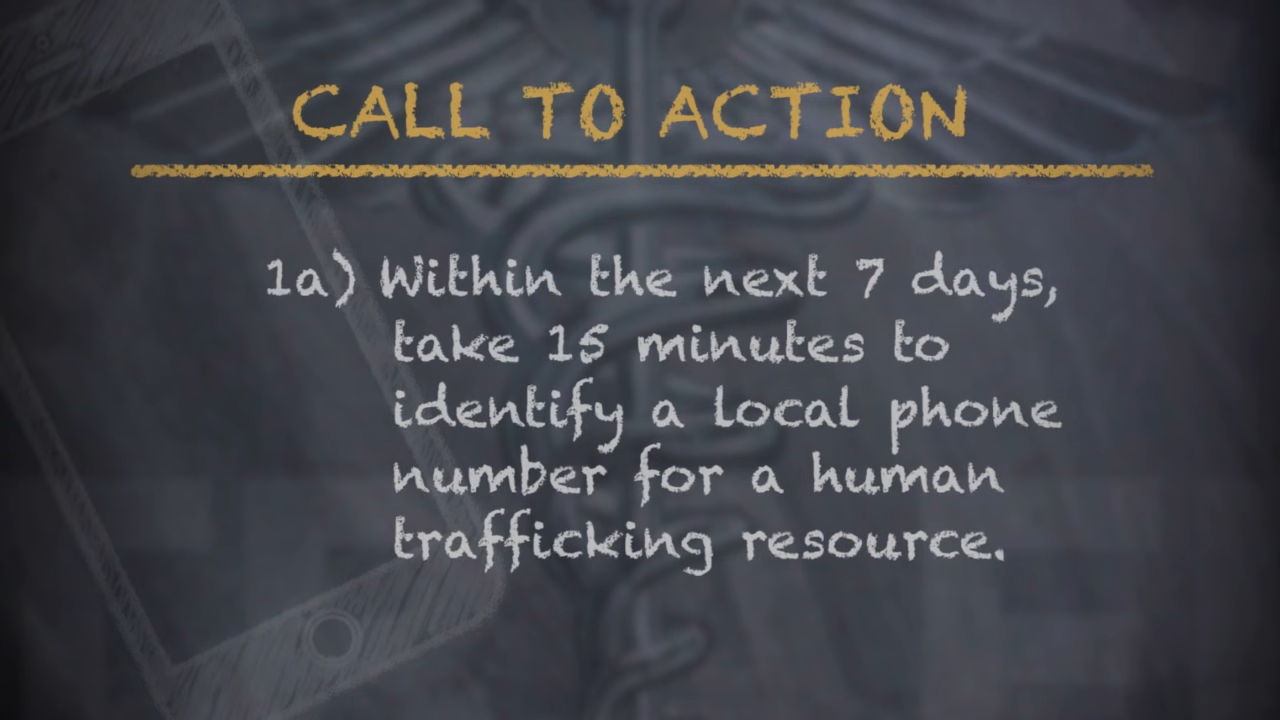 CALL TO ACTION
1a) Within the next 7 days,
take 15 minutes to
identify a local phone
number for a human
trafficking resource.